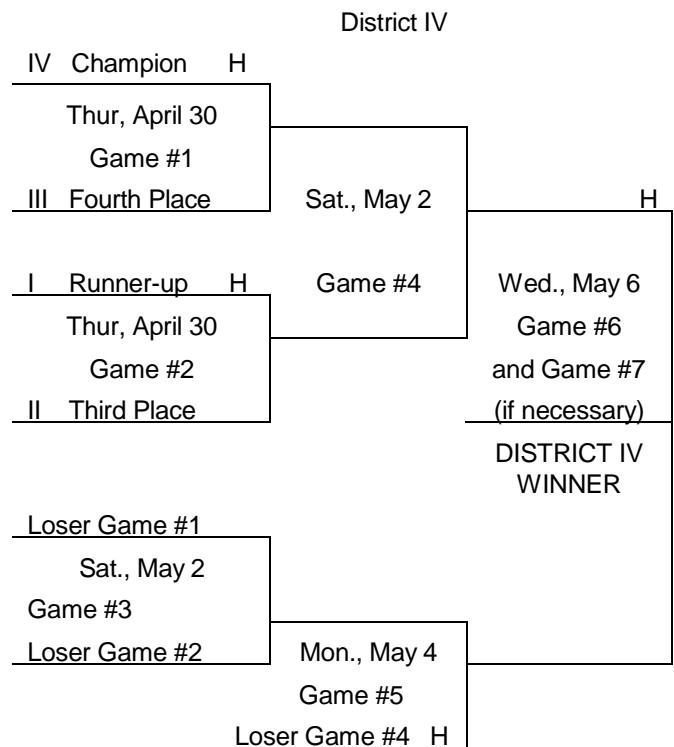 District IV
IV Champion H
Thur, April 30
Game #1
III Fourth Place
Sat., May 2
H
I Runner-up H
Game #4
Wed., May 6
Thur, April 30
Game #6
Game #2
and Game #7
II Third Place
(if necessary)
DISTRICT IV
WINNER
Loser Game #1
Sat., May 2
Game #3
Loser Game #2
Mon., May 4
Game #5
Loser Game #4 H